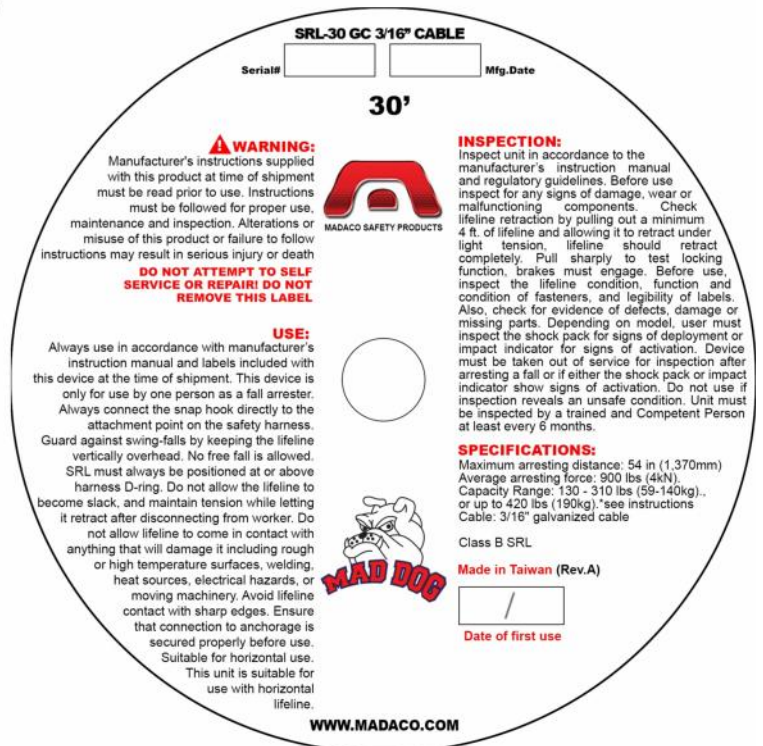 SRL-30 GC 3/16” CABLE
Serial#
Mfg.Date
30’
WARNING:
Manufacturer's instructions supplied
with this product at time of shipment
must be read prior to use. Instructions
must be followed for proper use,
maintenance and inspection. Alterations or
misuse of this product or failure to follow
instructions may result in serious injury or death
DO NOT ATTEMPT TO SELF
SERVICE OR REPAIR! DO NOT
REMOVE THIS LABEL
USE:
Always use in accordance with manufacturer’s
instruction manual and labels included with
this device at the time of shipment. This device is
only for use by one person as a fall arrester.
Always connect the snap hook directly to the
attachment point on the safety harness.
Guard against swing-falls by keeping the lifeline
vertically overhead. No free fall is allowed.
SRL must always be positioned at or above
harness D-ring. Do not allow the lifeline to
become slack, and maintain tension while letting
it retract after disconnecting from worker. Do
not allow lifeline to come in contact with
anything that will damage it including rough
or high temperature surfaces, welding,
heat sources, electrical hazards, or
moving machinery. Avoid lifeline
contact with sharp edges. Ensure
that connection to anchorage is
secured properly before use.
Suitable for horizontal use.
This unit is suitable for
use with horizontal
lifeline.
MADACO SAFETY PRODUCTS
MAD DOG
INSPECTION:
Inspect unit in accordance to the
manufacturer’s instruction manual
and regulatory guidelines. Before use
inspect for any signs of damage, wear or
malfunctioning components. Check
lifeline retraction by pulling out a minimum
4 ft. of lifeline and allowing it to retract under
light tension, lifeline should retract
completely. Pull sharply to test locking
function, brakes must engage. Before use,
inspect the lifeline condition, function and
condition of fasteners, and legibility of labels.
Also, check for evidence of defects, damage or
missing parts. Depending on model, user must
inspect the shock pack for signs of deployment or
impact indicator for signs of activation. Device
must be taken out of service for inspection after
arresting a fall or if either the shock pack or impact
indicator show signs of activation. Do not use if
inspection reveals an unsafe condition. Unit must
be inspected by a trained and Competent Person
at least every 6 months.
SPECIFICATIONS:
Maximum arresting distance: 54 in (1,370mm)
Average arresting force: 900 lbs (4kN).
Capacity Range: 130 - 310 lbs (59-140kg).,
or up to 420 lbs (190kg).*see instructions
Cable: 3/16" galvanized cable
Class B SRL
Made in Taiwan (Rev.A)
/
Date of first use
WWW.MADACO.COM